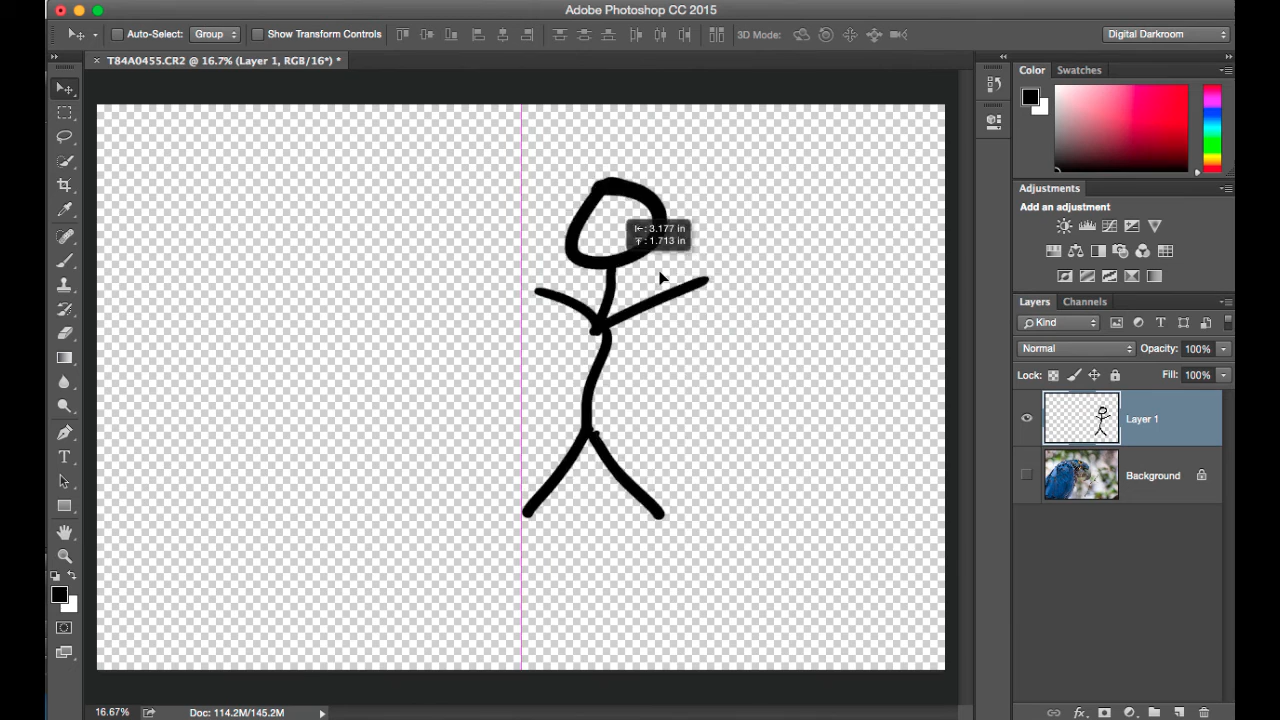 Adobe Photoshop CC 2015
Auto-Select: Group Show Transform Controls 3D Mode: Digital Darkroom
× T84A0455.CR2 @ 16.7% (Layer 1, RGB/16*) *
Color Swatches
3.177 in
1.713 in
Adjustments
Add an adjustment
Layers Channels
Kind
Normal Opacity: 100%
Lock: Fill: 100%
Layer 1
Background
16.67% Doc: 114.2M/145.2M